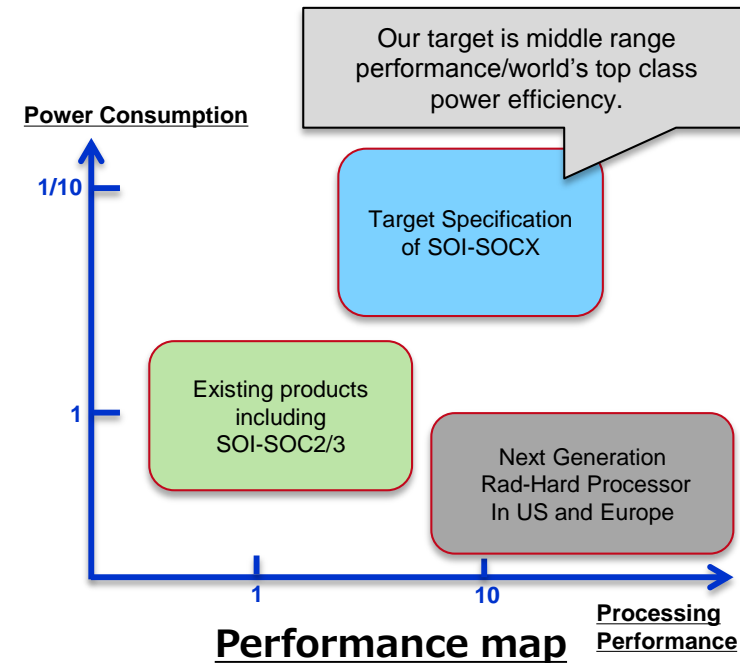 Our target is middle range
performance/world's top class
power efficiency.
Power Consumption
1/10
Target Specification
of SOI-SOCX
Existing products
including
SOI-SOC2/3
1
Next Generation
Rad-Hard Processor
In US and Europe
1
10
Processing
Performance
Performance map